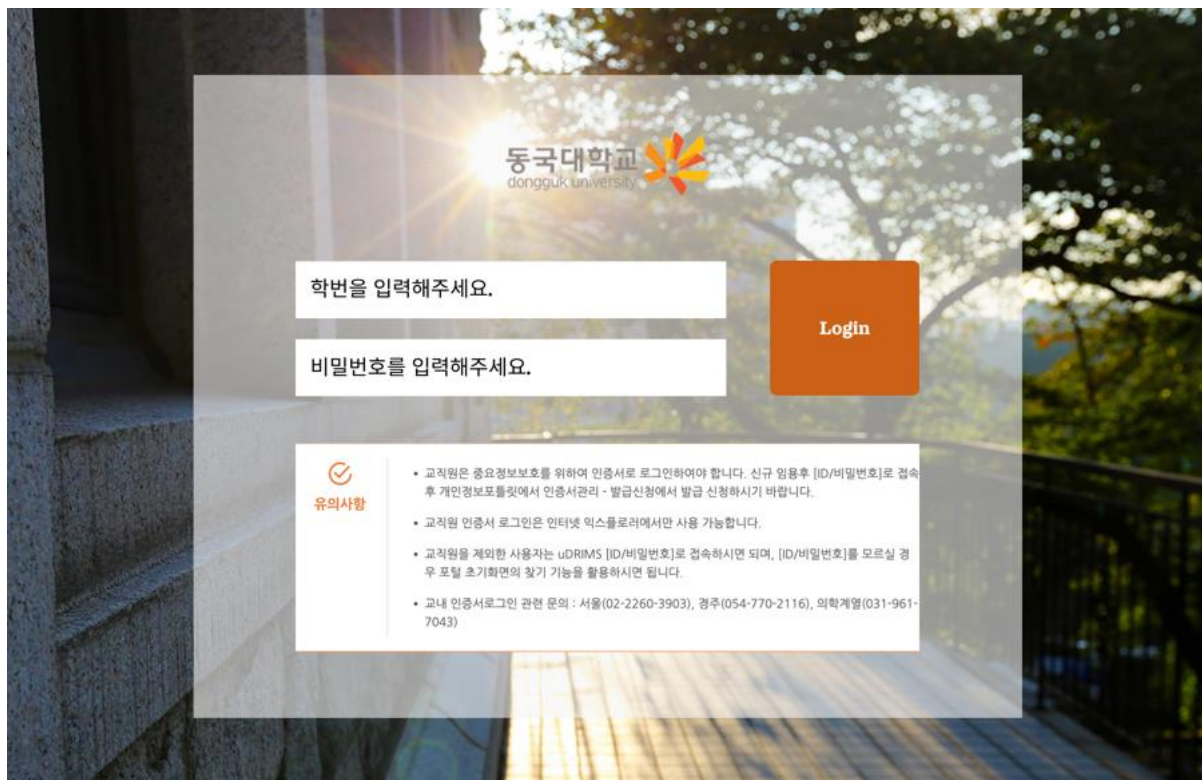 동국대학교
dongguk university
학번을 입력해주세요.
Login
비밀번호를 입력해주세요.
유의사항
• 교직원은 중요정보보호를 위하여 인증서로 로그인하여야 합니다. 신규 임용후 [ID/비밀번호]로 접속
후 개인정보포틀릿에서 인증서관리 - 발급신청에서 발급 신청하시기 바랍니다.
• 교직원 인증서 로그인은 인터넷 익스플로러에서만 사용 가능합니다.
• 교직원을 제외한 사용자는 uDRIMS [ID/비밀번호]로 접속하시면 되며, [ID/비밀번호]를 모르실 경
우 포털 초기화면의 찾기 기능을 활용하시면 됩니다.
• 교내 인증서로그인 관련 문의 : 서울(02-2260-3903), 경주(054-770-2116), 의학계열(031-961-
7043)